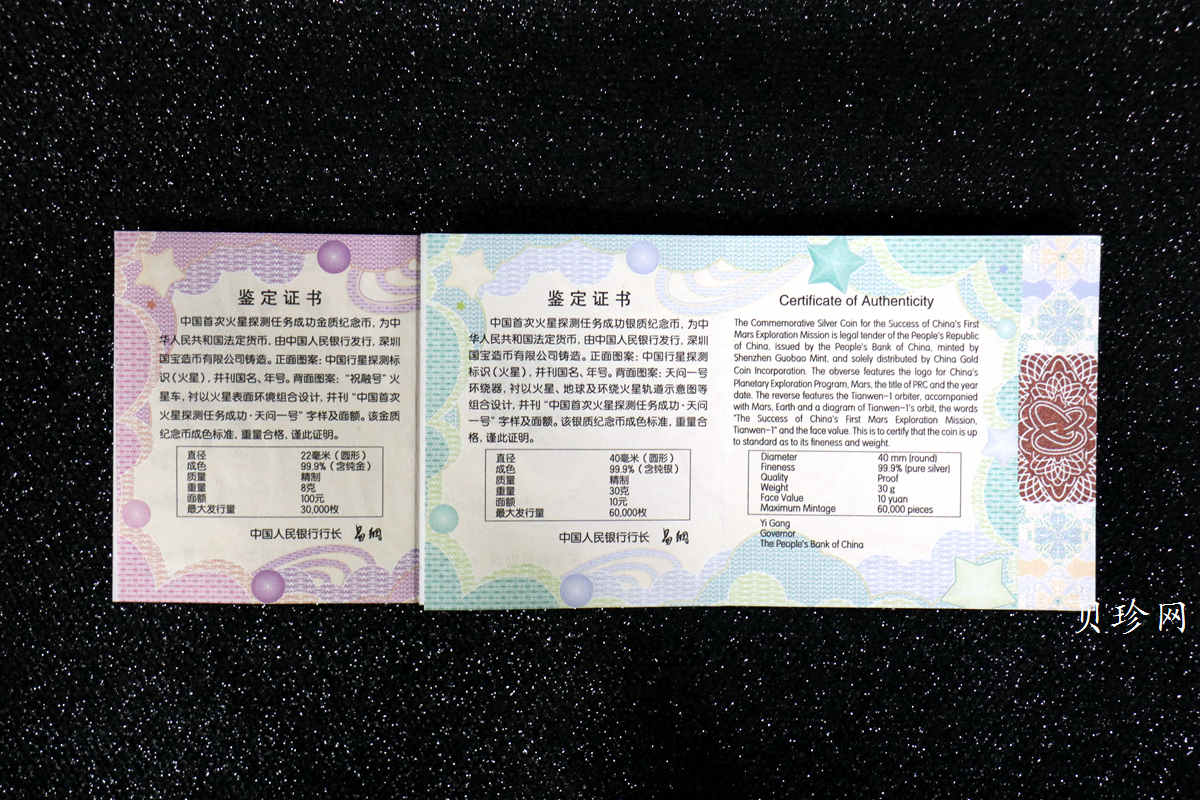 鉴定证书
中国首次火星探测任务成功金质纪念币，为中
华人民共和国法定货币，由中国人民银行发行，深圳
国宝造币有限公司铸造。正面图案：中国行星探测标
识（火星），并刊国名、年号。背面图案：“祝融号”火
星车，衬以火星表面环境组合设计，并刊“中国首次
火星探测任务成功·天问一号”字样及面额。该金质
纪念币成色标准，重量合格，谨此证明。
直径 22毫米（圆形）
成色 99.9%（含纯金）
质量 精制
重量 8克
面额 100元
最大发行量 30,000枚
中国人民银行行长 易纲
鉴定证书
中国首次火星探测任务成功银质纪念币，为中
华人民共和国法定货币，由中国人民银行发行，深圳
国宝造币有限公司铸造。正面图案：中国行星探测
标识（火星），并刊国名、年号。背面图案：天问一号
环绕器，衬以火星、地球及环绕火星轨道示意图等
组合设计，并刊“中国首次火星探测任务成功·天问
一号”字样及面额。该银质纪念币成色标准，重量合
格，谨此证明。
直径 40毫米（圆形）
成色 99.9%（含纯银）
质量 精制
重量 30克
面额 10元
最大发行量 60,000枚
中国人民银行行长 易纲
Certificate of Authenticity
The Commemorative Silver Coin for the Success of China's First
Mars Exploration Mission is legal tender of the People's Republic
of China, issued by the People's Bank of China, minted by
Shenzhen Guobao Mint, and solely distributed by China Gold
Coin Incorporation. The obverse features the logo for China's
Planetary Exploration Program, Mars, the title of PRC and the year
date. The reverse features the Tianwen-1 orbiter, accompanied
with Mars, Earth and a diagram of Tianwen-1's orbit, the words
"The Success of China's First Mars Exploration Mission,
Tianwen-1" and the face value. This is to certify that the coin is up
to standard as to its fineness and weight.
Diameter 40 mm (round)
Fineness 99.9% (pure silver)
Quality Proof
Weight 30 g
Face Value 10 yuan
Maximum Mintage 60,000 pieces
Yi Gang
Governor
The People's Bank of China
贝珍网